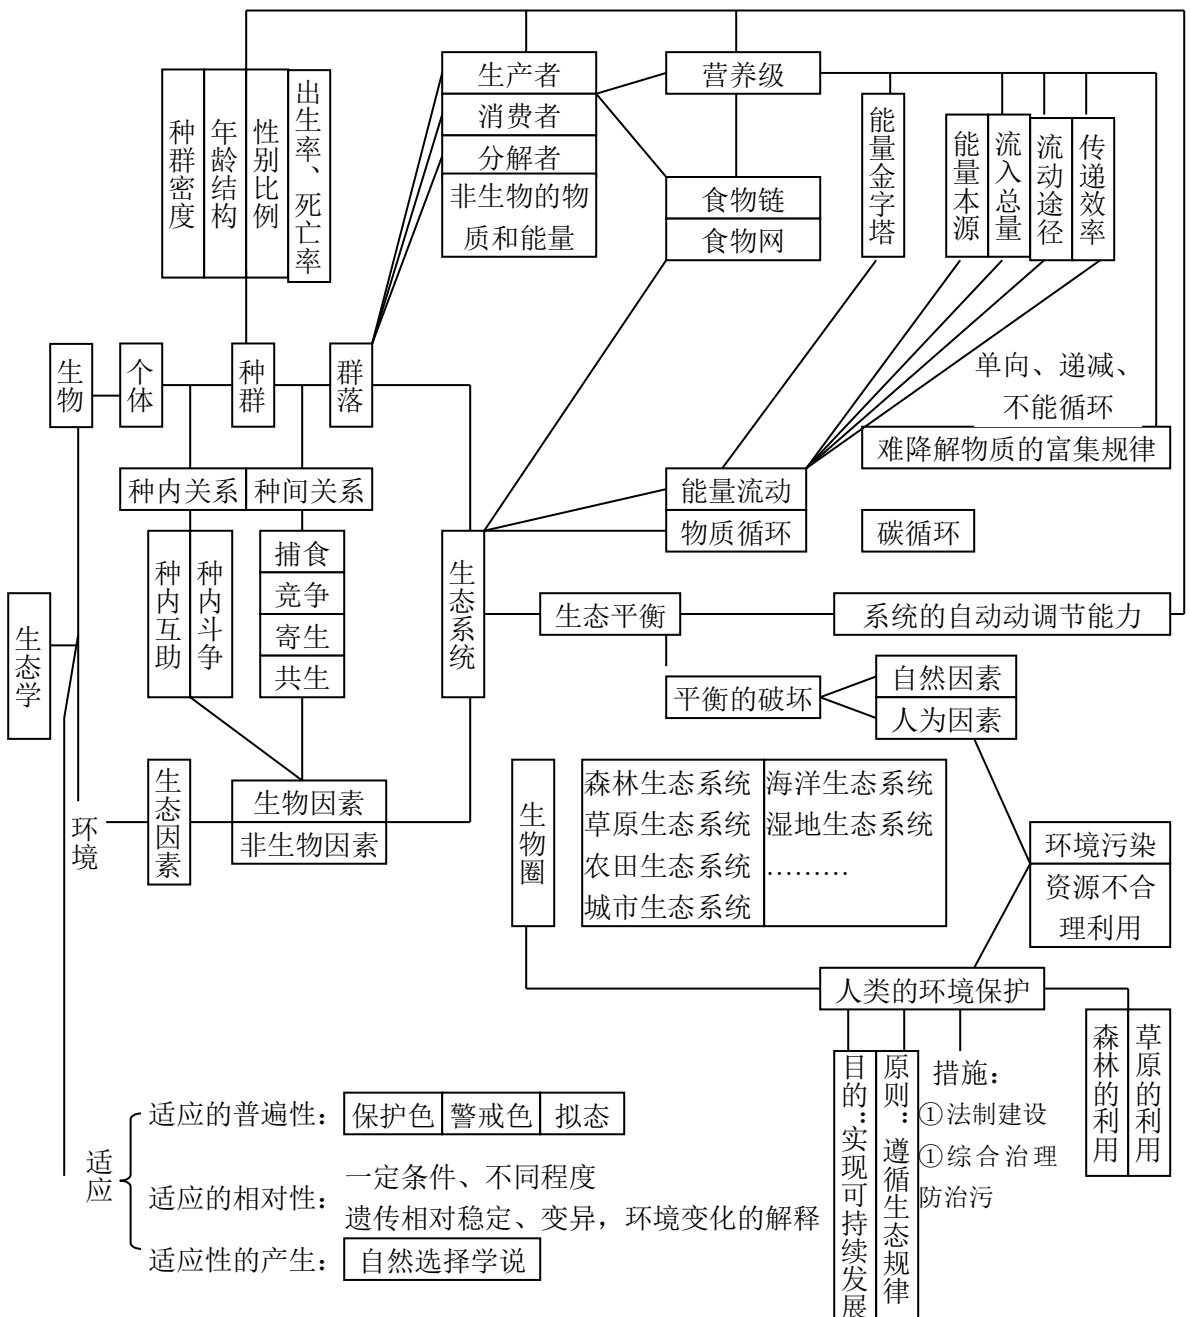 生产者
消费者
分解者
非生物的物
质和能量
营养级
食物链
食物网
种群密度
年龄结构
性别比例
出生率、死亡率
能量金字塔
能量本源
流入总量
流动途径
传递效率
生物
个体
种群
群落
单向、递减、
不能循环
难降解物质的富集规律
种内关系
种间关系
能量流动
物质循环
碳循环
种内互助
种内斗争
捕食
竞争
寄生
共生
生态系统
生态学
生态平衡
系统的自动动调节能力
平衡的破坏
自然因素
人为因素
环境
生态因素
生物因素
非生物因素
生物圈
森林生态系统
草原生态系统
农田生态系统
城市生态系统
海洋生态系统
湿地生态系统
………
环境污染
资源不合
理利用
人类的环境保护
目的：实现可持续发展
原则：遵循生态规律
措施：
①法制建设
①综合治理
防治污
森林的利用
草原的利用
适应
适应的普遍性：
保护色
警戒色
拟态
适应的相对性：
一定条件、不同程度
遗传相对稳定、变异，环境变化的解释
适应性的产生：
自然选择学说